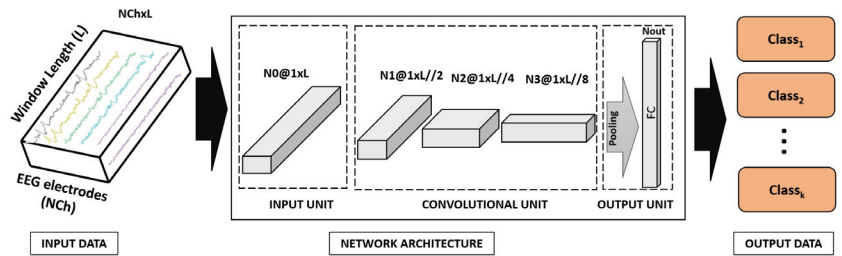 NChxL
Window Length (L)
EEG electrodes
(NCh)
INPUT DATA
N0@1xL
INPUT UNIT
N1@1xL//2
N2@1xL//4
N3@1xL//8
CONVOLUTIONAL UNIT
Nout
Pooling
FC
OUTPUT UNIT
NETWORK ARCHITECTURE
Class1
Class2
Classk
OUTPUT DATA